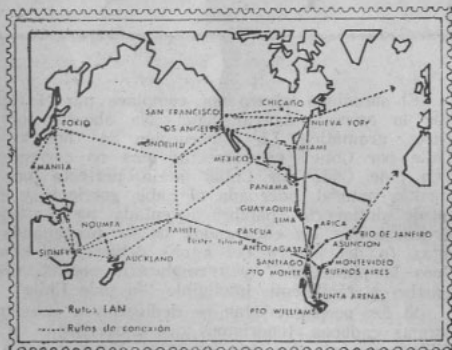 CHICAGO
SAN FRANCISCO
NUEVA YORK
TOKIO
LOS ANGELES
MIAMI
MEXICO
MANILA
PANAMA
GUAYAQUIL
LIMA
ARICA
NOUMEA
TAHITI
PASCUA
RIO DE JANEIRO
Easter Island
ASUNCION
ANTOFAGASTA
SIDNEY
AUCKLAND
SANTIAGO
MONTEVIDEO
PTO MONTT
BUENOS AIRES
PUNTA ARENAS
Rutas LAN
Rutas de conexión
PTO WILLIAMS